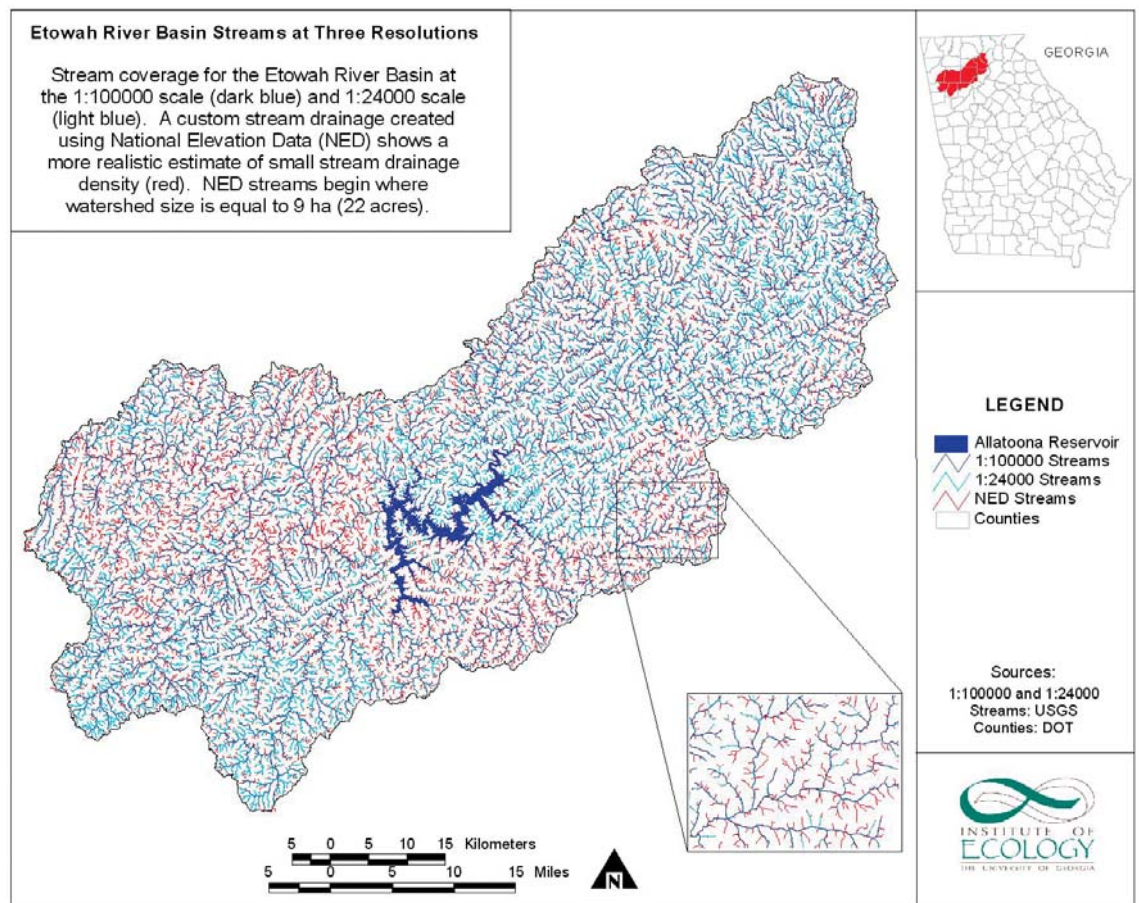 Etowah River Basin Streams at Three Resolutions
Stream coverage for the Etowah River Basin at
the 1:100000 scale (dark blue) and 1:24000 scale
(light blue). A custom stream drainage created
using National Elevation Data (NED) shows a
more realistic estimate of small stream drainage
density (red). NED streams begin where
watershed size is equal to 9 ha (22 acres).
GEORGIA
LEGEND
Allatoona Reservoir
1:100000 Streams
1:24000 Streams
NED Streams
Counties
Sources:
1:100000 and 1:24000
Streams: USGS
Counties: DOT
INSTITUTE OF
ECOLOGY
THE UNIVERSITY OF GEORGIA
5 0 5 10 15 Kilometers
5 0 5 10 15 Miles
N